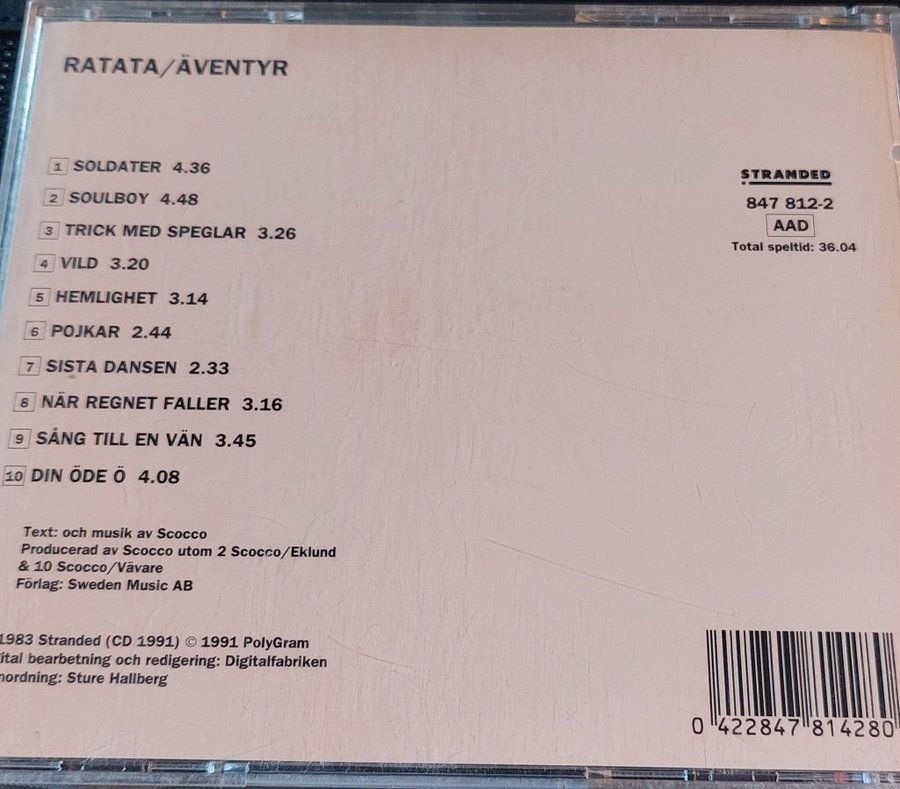 RATATA/ÄVENTYR
1 SOLDATER 4.36
2 SOULBOY 4.48
3 TRICK MED SPEGLAR 3.26
4 VILD 3.20
5 HEMLIGHET 3.14
6 POJKAR 2.44
7 SISTA DANSEN 2.33
8 NÄR REGNET FALLER 3.16
9 SÅNG TILL EN VÄN 3.45
10 DIN ÖDE Ö 4.08
STRANDED
847 812-2
AAD
Total speltid: 36.04
Text: och musik av Scocco
Producerad av Scocco utom 2 Scocco/Eklund
& 10 Scocco/Vävare
Förlag: Sweden Music AB
1983 Stranded (CD 1991) © 1991 PolyGram
ital bearbetning och redigering: Digitalfabriken
nordning: Sture Hallberg
0 422847 814280